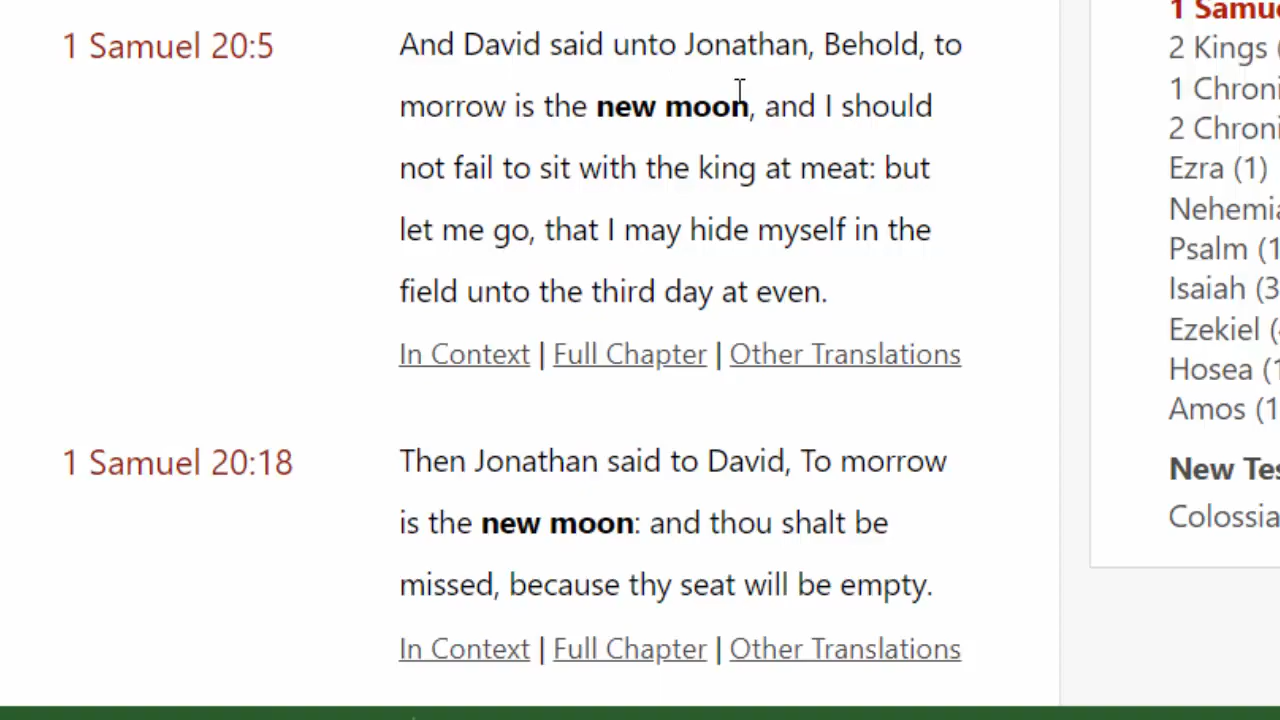 1 Samuel 20:5
And David said unto Jonathan, Behold, to
morrow is the new moon, and I should
not fail to sit with the king at meat: but
let me go, that I may hide myself in the
field unto the third day at even.
In Context | Full Chapter | Other Translations
1 Samuel 20:18
Then Jonathan said to David, To morrow
is the new moon: and thou shalt be
missed, because thy seat will be empty.
In Context | Full Chapter | Other Translations
1 Samu
2 Kings (
1 Chroni
2 Chroni
Ezra (1)
Nehemia
Psalm (1
Isaiah (3
Ezekiel (
Hosea (1
Amos (1
New Tes
Colossia